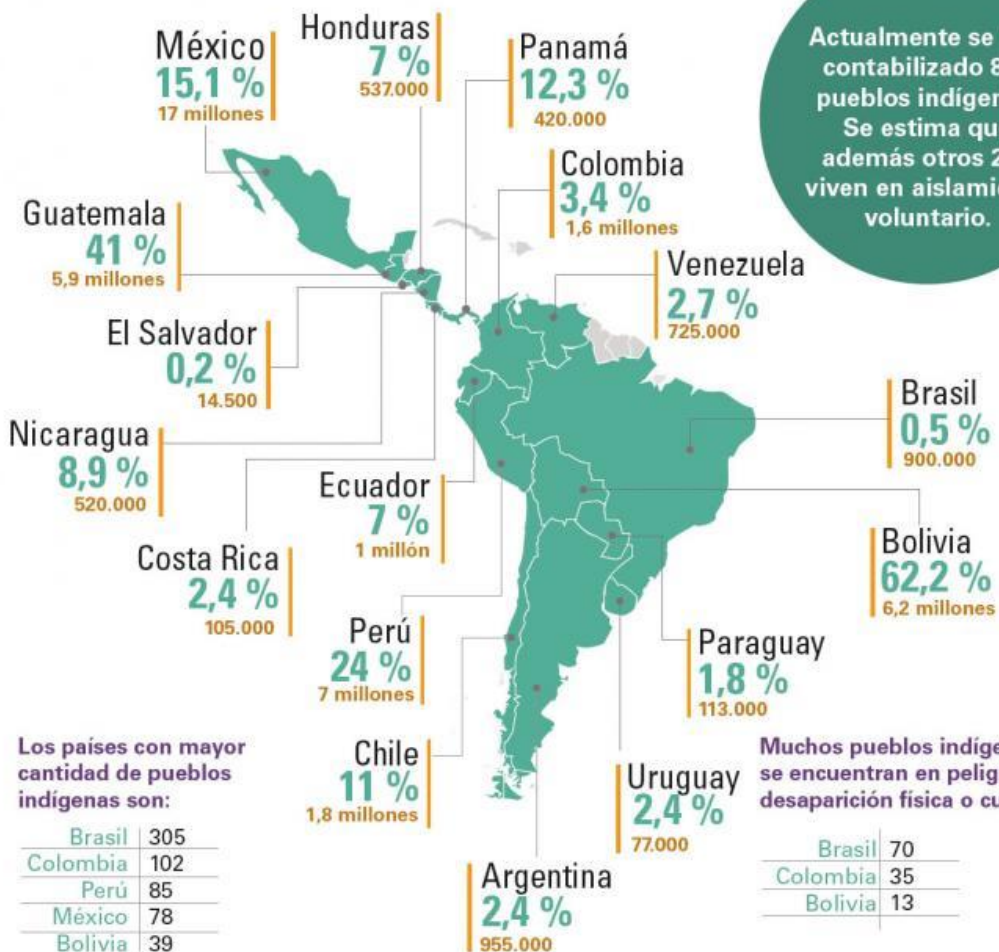 México
15,1 %
17 millones
Honduras
7 %
537.000
Panamá
12,3 %
420.000
Actualmente se
contabilizado
pueblos
Se estima
además otros
viven en
voluntario.
Guatemala
41 %
5,9 millones
Colombia
3,4 %
1,6 millones
Venezuela
2,7 %
725.000
El Salvador
0,2 %
14.500
Brasil
0,5 %
900.000
Nicaragua
8,9 %
520.000
Ecuador
7 %
1 millón
Costa Rica
2,4 %
105.000
Bolivia
62,2 %
6,2 millones
Perú
24 %
7 millones
Paraguay
1,8 %
113.000
Chile
11 %
1,8 millones
Uruguay
2,4 %
77.000
Argentina
2,4 %
955.000
Los países con mayor
cantidad de pueblos
indígenas son:
Brasil 305
Colombia 102
Perú 85
México 78
Bolivia 39
Muchos pueblos
se encuentran en
desaparición física o
Brasil 70
Colombia 35
Bolivia 13